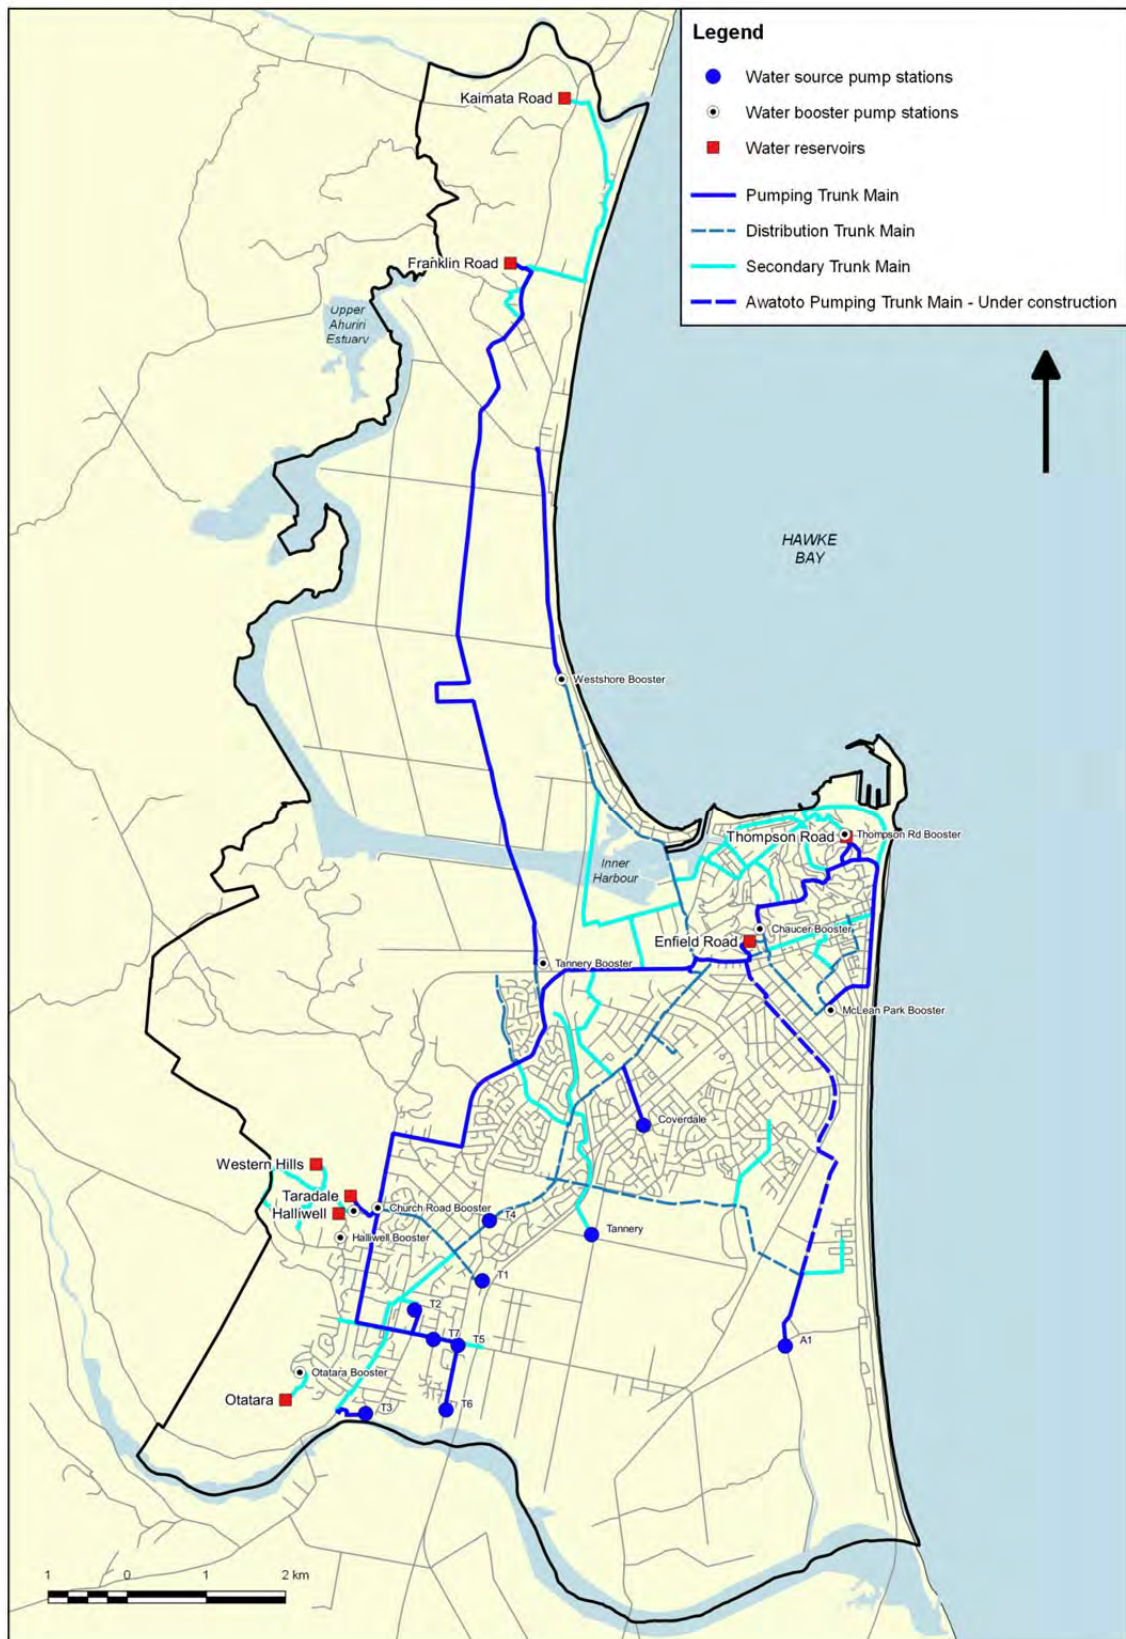 Legend
Water source pump stations
Water booster pump stations
Water reservoirs
Pumping Trunk Main
Distribution Trunk Main
Secondary Trunk Main
Awatoto Pumping Trunk Main - Under construction
Kaimata Road
Franklin Road
Upper
Ahuriri
Estuary
HAWKE
BAY
Westshore Booster
Thompson Road
Thompson Rd Booster
Inner
Harbour
Chaucer Booster
Enfield Road
Tannery Booster
McLean Park Booster
Coverdale
Western Hills
Taradale
Halliwell
Church Road Booster
T4
Tannery
Halliwell Booster
T1
T2
T7
T5
A1
Otatara Booster
Otatara
T6
T3
1 0 1 2 km